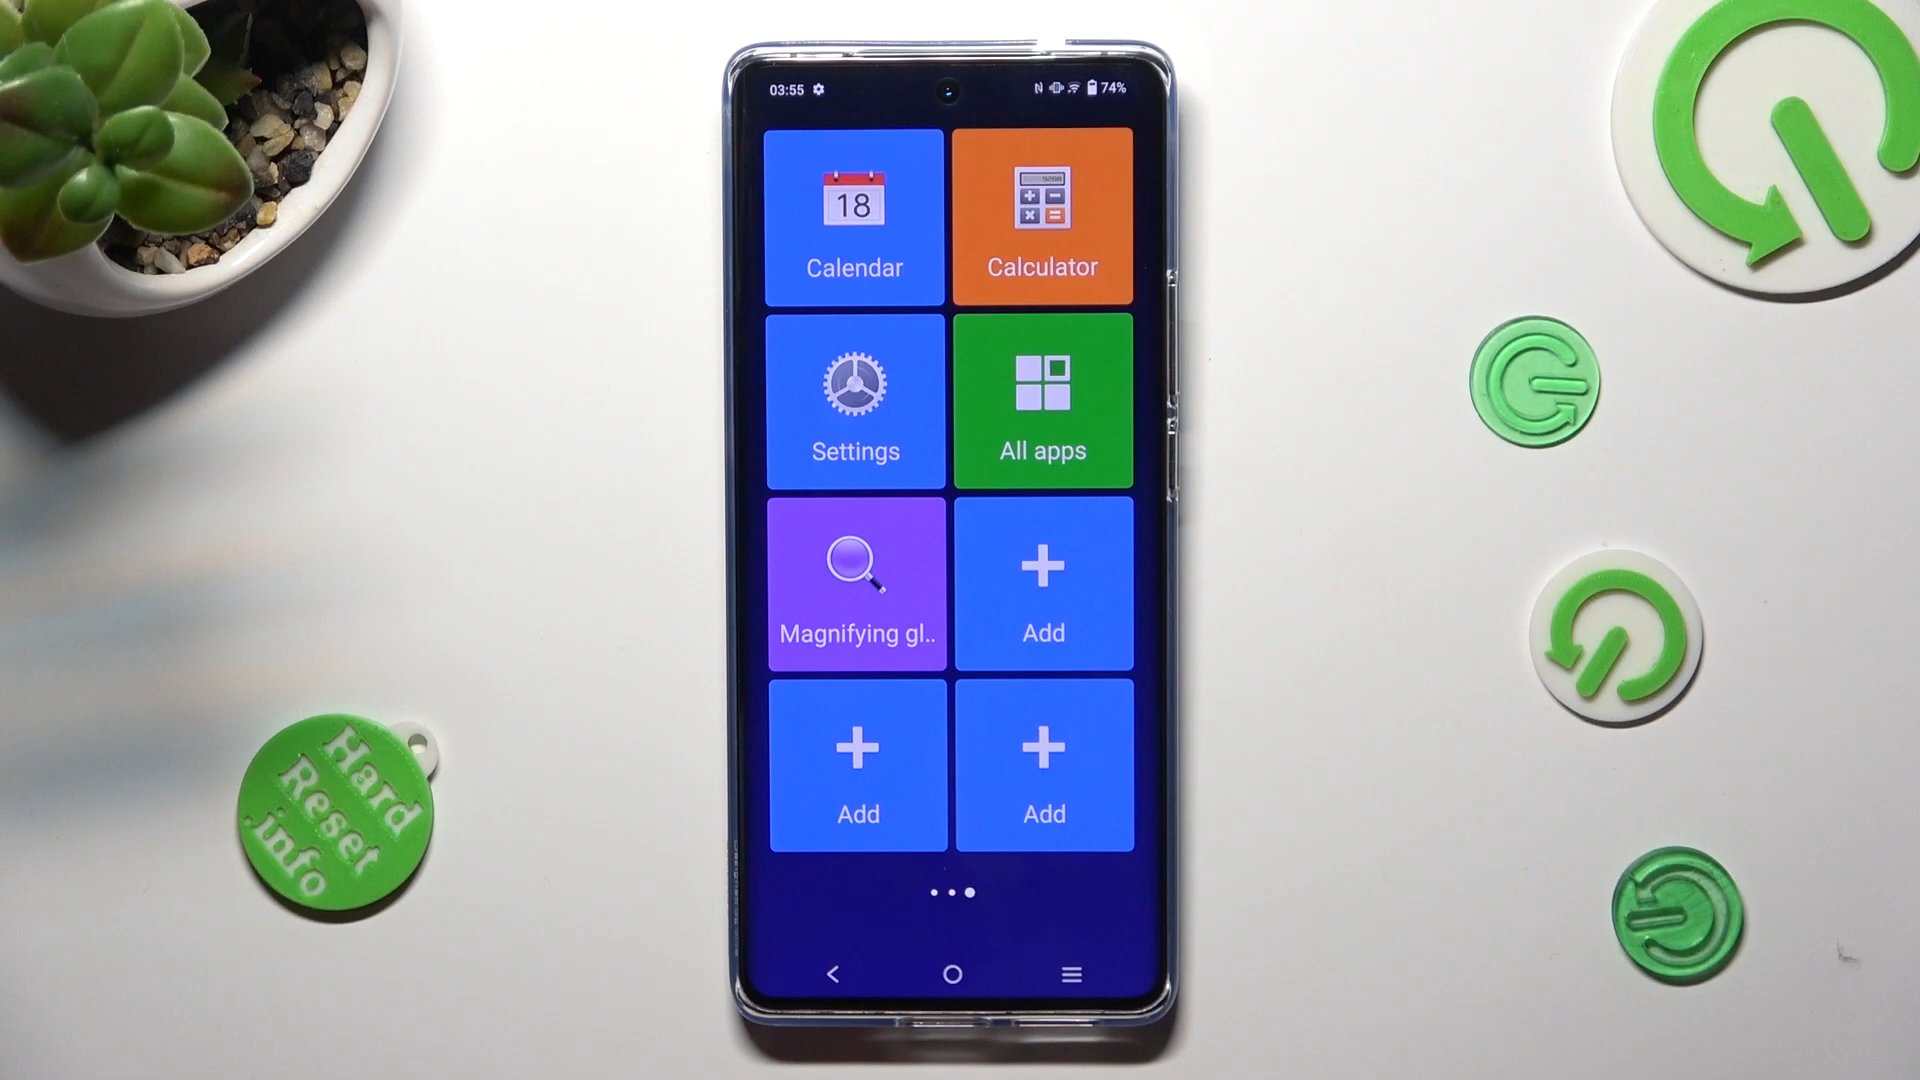 03:55
74%
18
Calendar
Calculator
Settings
All apps
Magnifying gl..
Add
Add
Add
Hard
Reset
.info